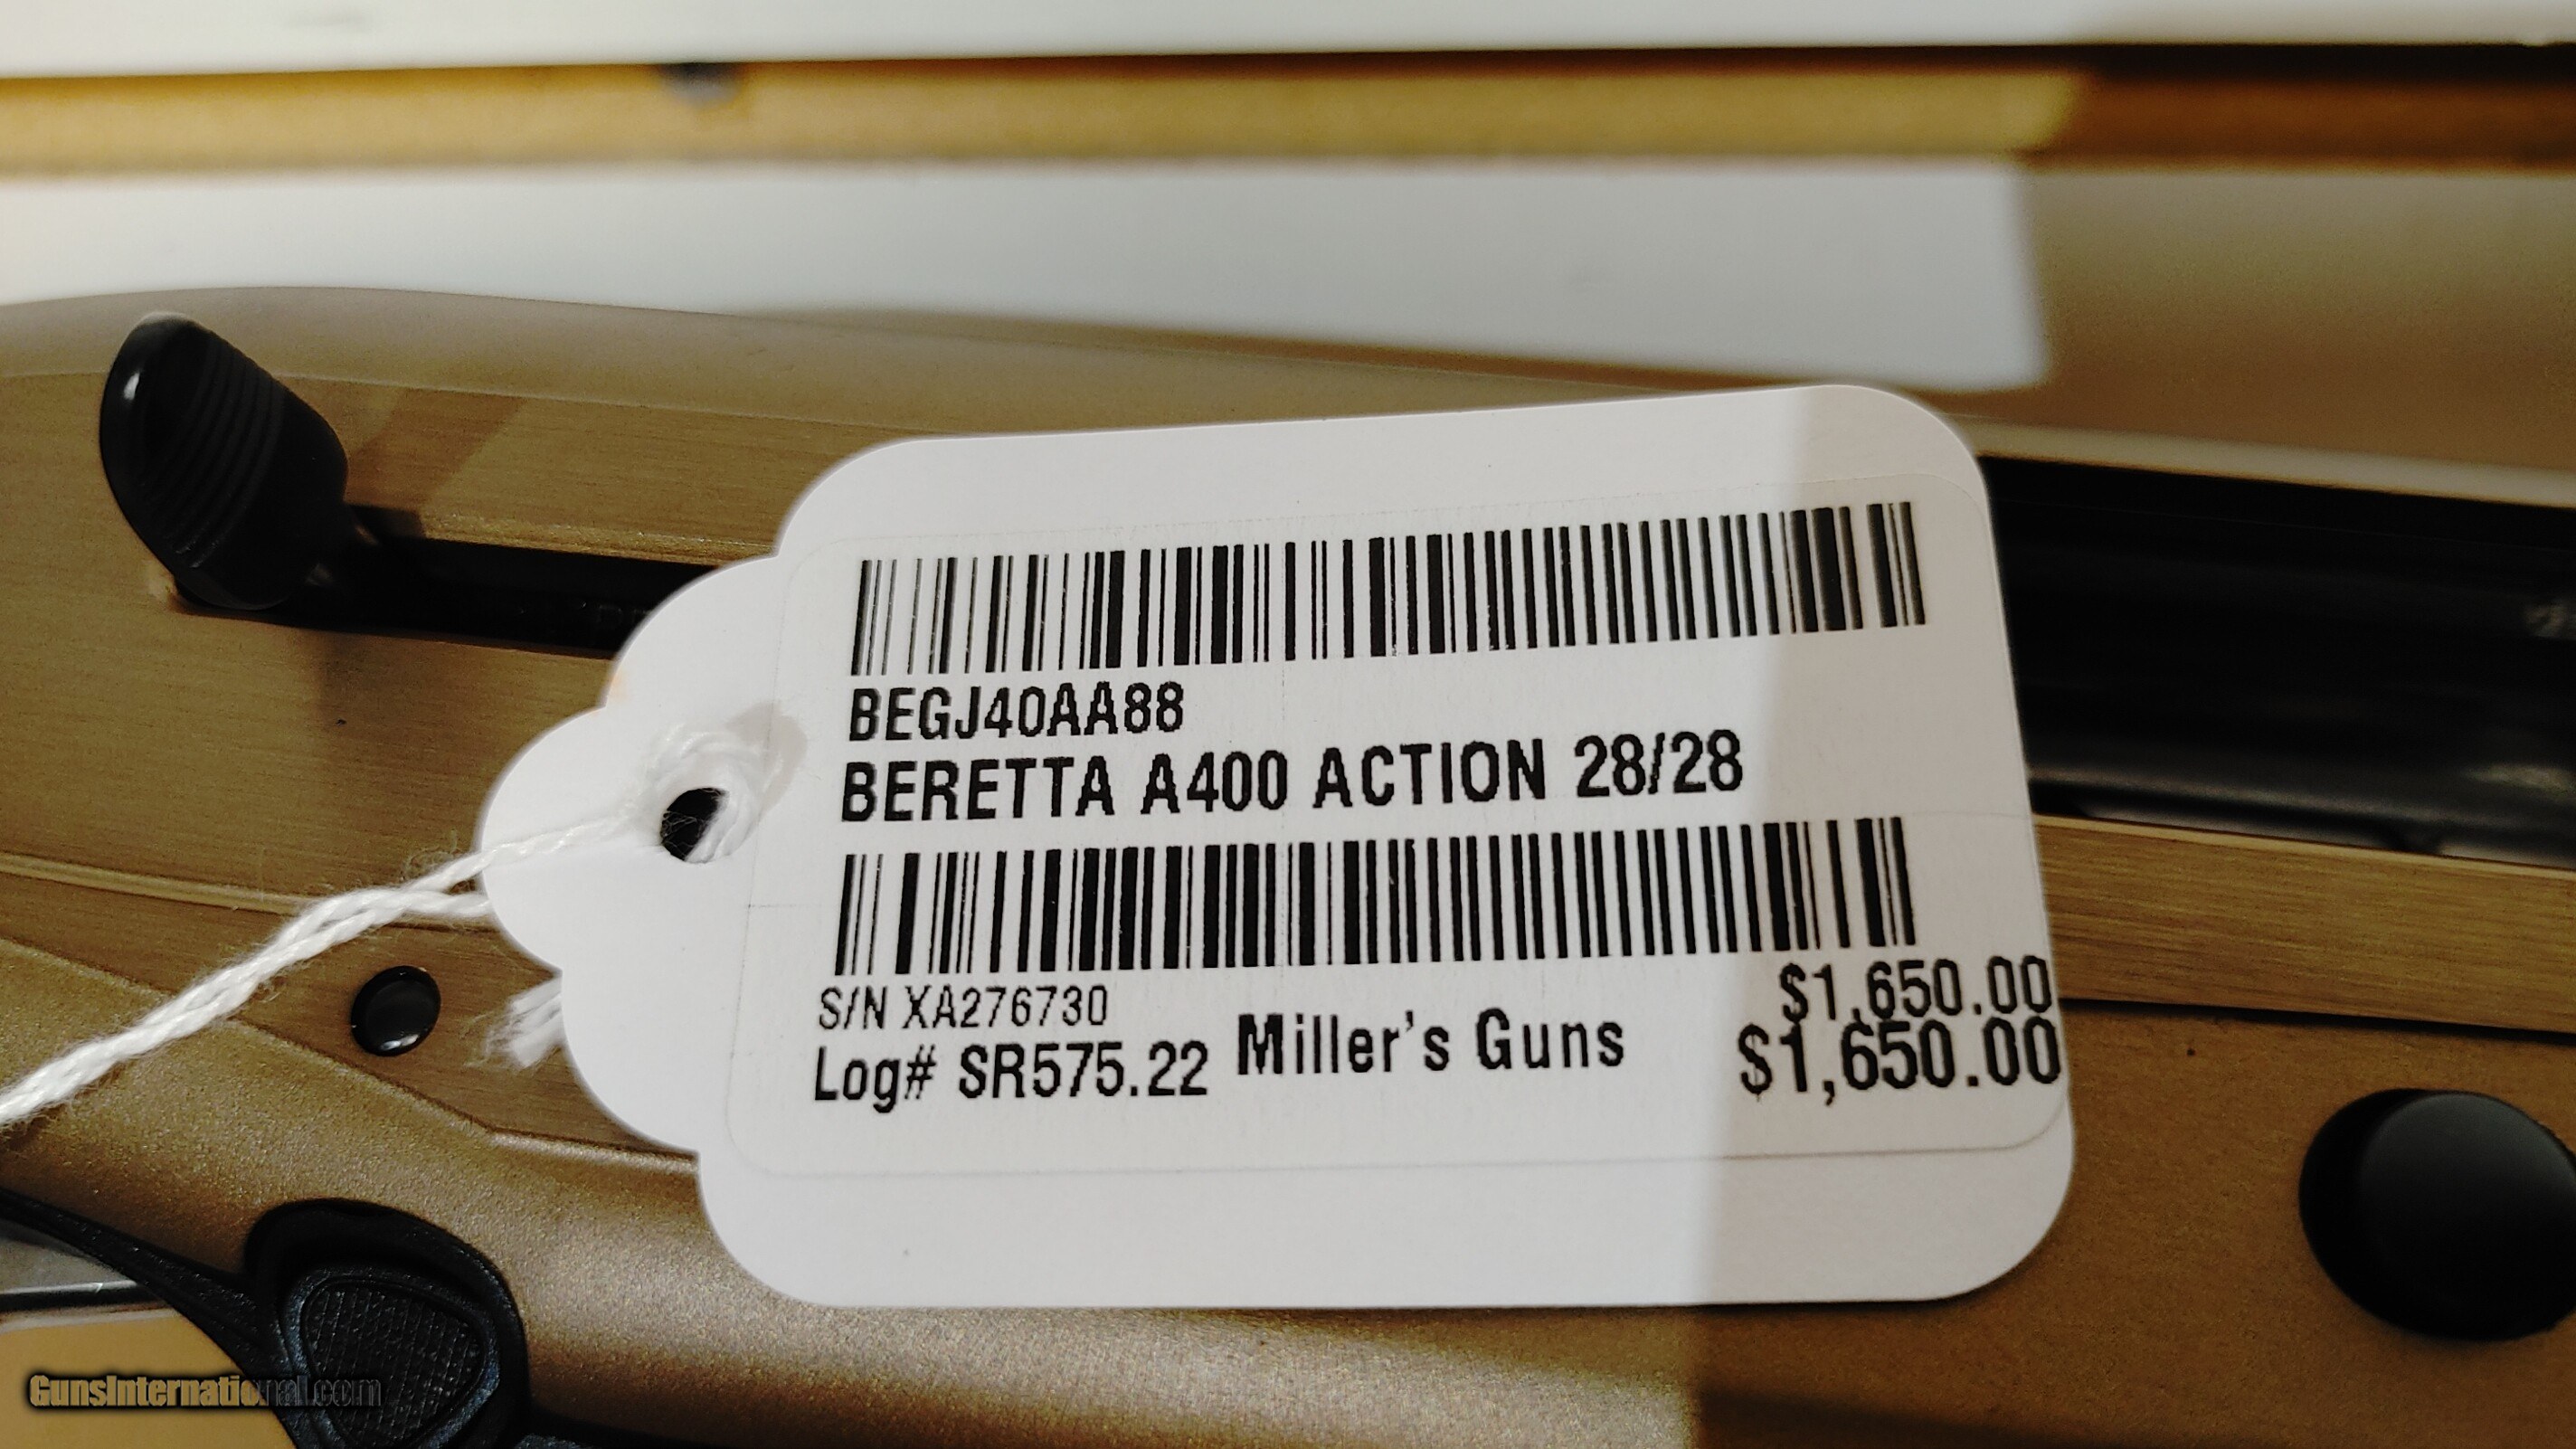 BEGJ40AA88
BERETTA A400 ACTION 28/28
S/N XA276730
$1,650.00
Log# SR575.22 Miller's Guns $1,650.00
GunsInternational.com